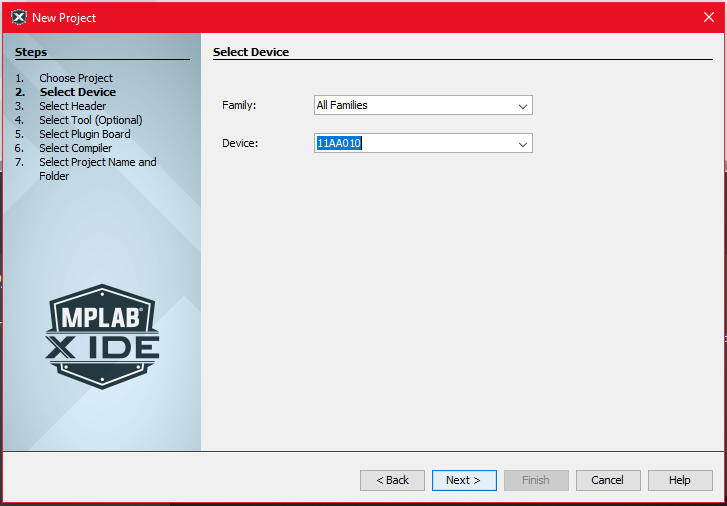 New Project
Steps
1. Choose Project
2. Select Device
3. Select Header
4. Select Tool (Optional)
5. Select Plugin Board
6. Select Compiler
7. Select Project Name and
Folder
MPLAB®
X IDE
Select Device
Family: All Families
Device: 11AA010
< Back Next > Finish Cancel Help